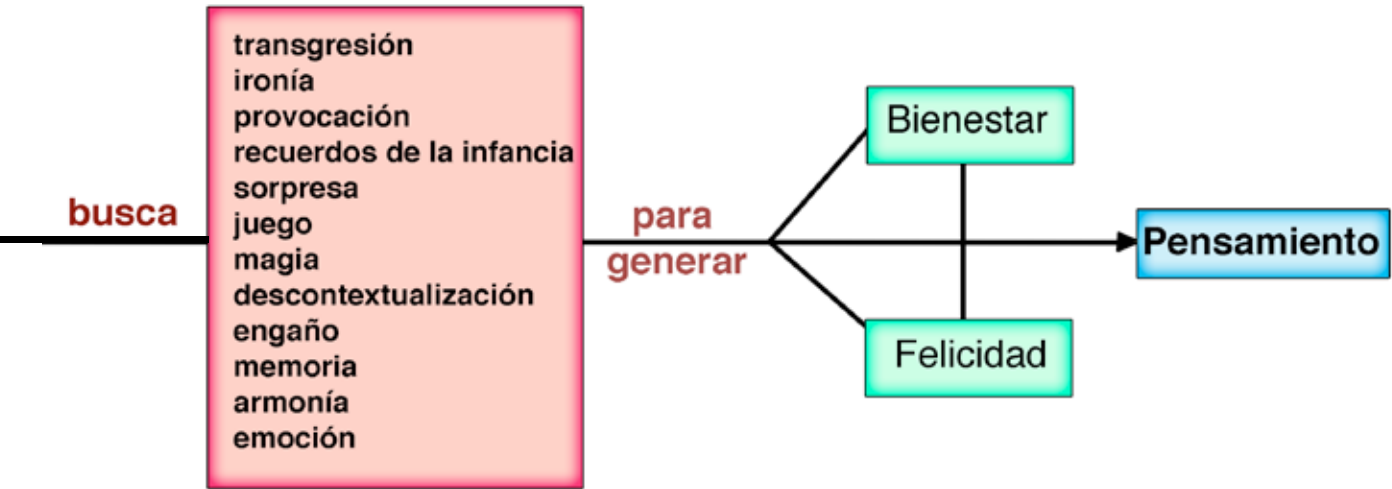 busca
transgresión
ironía
provocación
recuerdos de la infancia
sorpresa
juego
magia
descontextualización
engaño
memoria
armonía
emoción
para
generar
Bienestar
Felicidad
Pensamiento